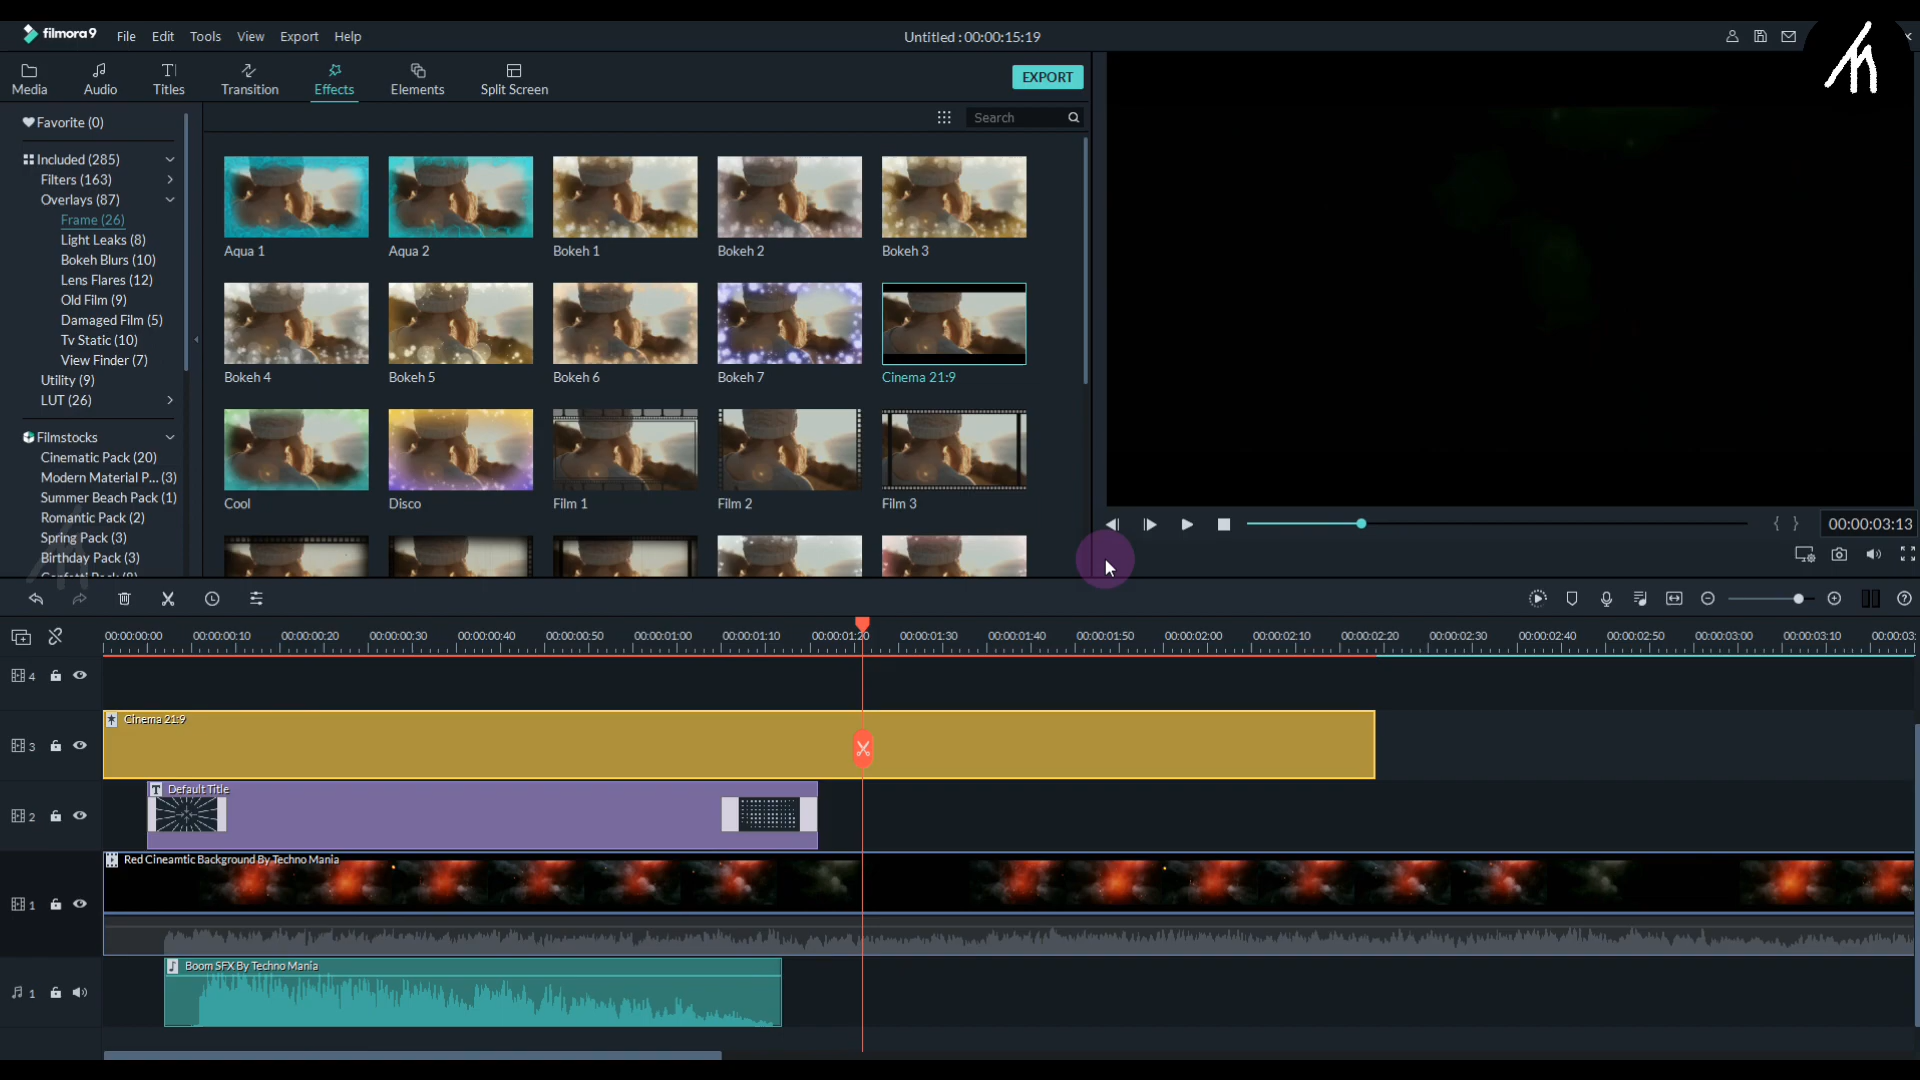 filmora9 File Edit Tools View Export Help Untitled : 00:00:15:19
Media Audio Titles Transition Effects Elements Split Screen EXPORT
Favorite (0)
Search
Included (285)
Filters (163)
Overlays (87)
Frame (26)
Light Leaks (8)
Bokeh Blurs (10)
Lens Flares (12)
Old Film (9)
Damaged Film (5)
Tv Static (10)
View Finder (7)
Utility (9)
LUT (26)
Filmstocks
Cinematic Pack (20)
Modern Material P... (3)
Summer Beach Pack (1)
Romantic Pack (2)
Spring Pack (3)
Birthday Pack (3)
Aqua 1 Aqua 2 Bokeh 1 Bokeh 2 Bokeh 3
Bokeh 4 Bokeh 5 Bokeh 6 Bokeh 7 Cinema 21:9
Cool Disco Film 1 Film 2 Film 3
00:00:03:13
00:00:00:00 00:00:00:10 00:00:00:20 00:00:00:30 00:00:00:40 00:00:00:50 00:00:01:00 00:00:01:10 00:00:01:20 00:00:01:30 00:00:01:40 00:00:01:50 00:00:02:00 00:00:02:10 00:00:02:20 00:00:02:30 00:00:02:40 00:00:02:50 00:00:03:00 00:00:03:10 00:00:03:
4
Cinema 21:9
3
Default Title
2
Red Cineamtic Background By Techno Mania
1
Boom SFX By Techno Mania
1